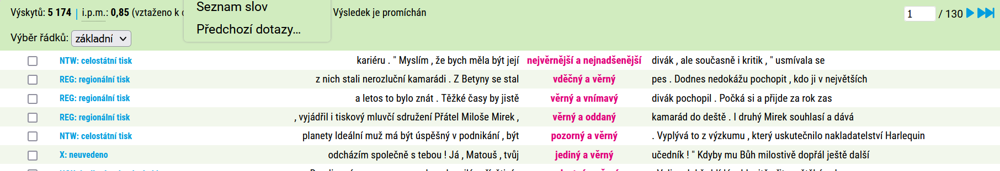 Výskytů: 5 174 | i.p.m.: 0,85 (vztaženo k Seznam slov Výsledek je promíchán 1 / 130
Předchozí dotazy...
Výběr řádků: základní
NTW: celostátní tisk kariéru . " Myslím , že bych měla být její nejvěrnější a nejnadšenější divák , ale současně i kritik , " usmívala se
REG: regionální tisk z nich stali nerozluční kamarádi . Z Betyny se stal vděčný a věrný pes . Dodnes nedokážu pochopit , kdo ji v největších
REG: regionální tisk a letos to bylo znát . Těžké časy by jistě věrný a vnímavý divák pochopil . Počká si a přijde za rok zas
REG: regionální tisk , vyjádřil i tiskový mluvčí sdružení Přátel Miloše Mirek , věrný a oddaný kamarád do deště . I druhý Mirek souhlasí a dává
NTW: celostátní tisk planety Ideální muž má být úspěšný v podnikání , být pozorný a věrný . Vyplývá to z výzkumu , který uskutečnilo nakladatelství Harlequin
X: neuvedeno odcházím společně s tebou ! Já , Matouš , tvůj jediný a věrný učedník ! " Kdyby mu Bůh milostivě dopřál ještě další